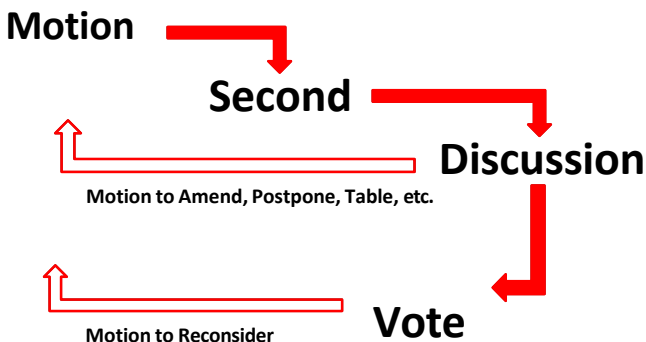 Motion
Second
Discussion
Motion to Amend, Postpone, Table, etc.
Vote
Motion to Reconsider